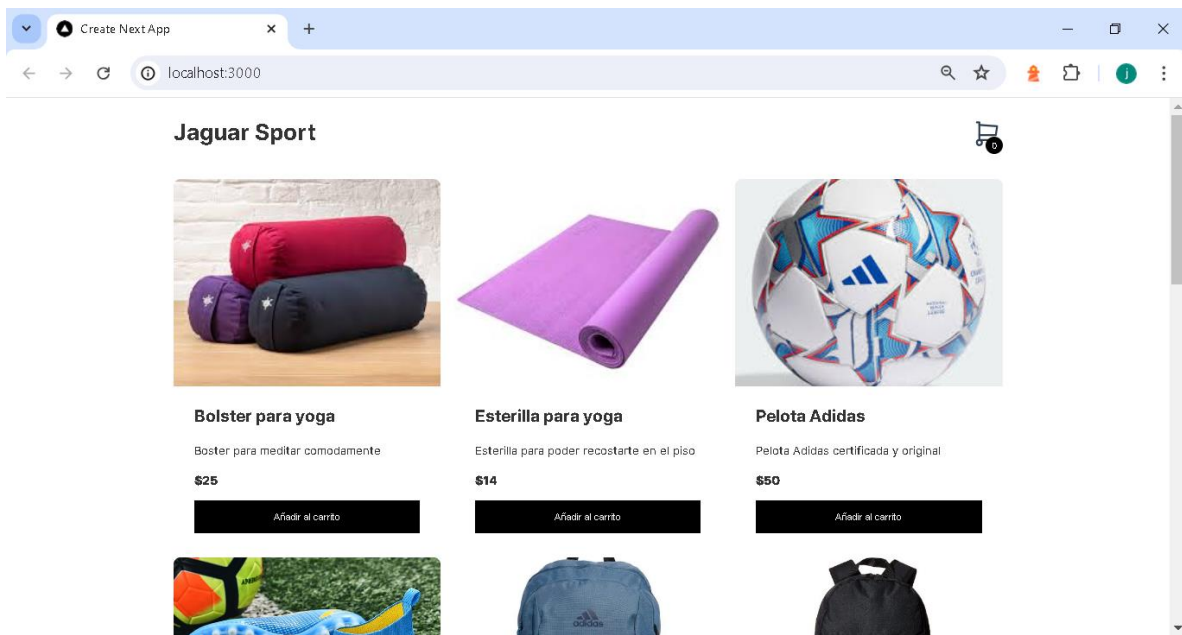 Create Next App
localhost:3000
j
Jaguar Sport
0
Bolster para yoga
Boster para meditar comodamente
$25
Añadir al carrito
Esterilla para yoga
Esterilla para poder recostarte en el piso
$14
Añadir al carrito
Pelota Adidas
Pelota Adidas certificada y original
$50
Añadir al carrito
adidas